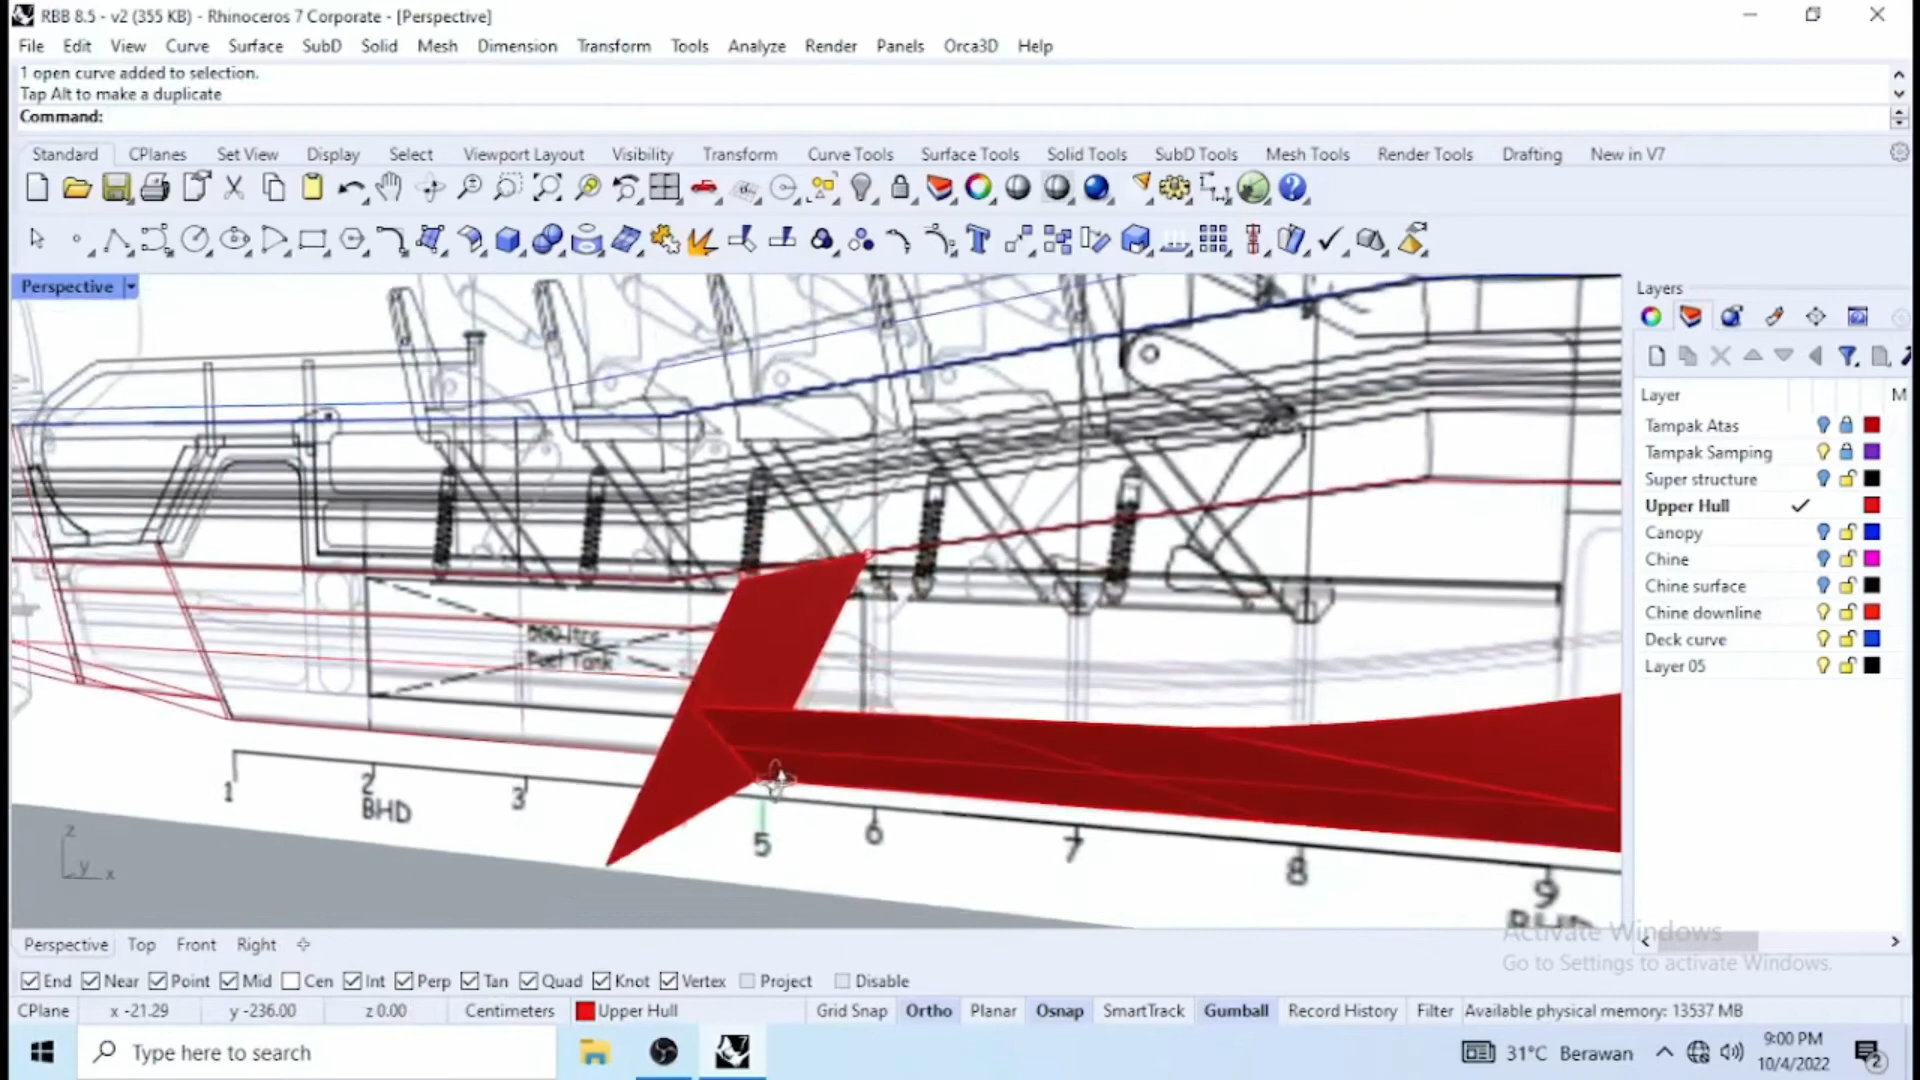 RBB 8.5 - v2 (355 KB) - Rhinoceros 7 Corporate - [Perspective]
File Edit View Curve Surface SubD Solid Mesh Dimension Transform Tools Analyze Render Panels Orca3D Help
1 open curve added to selection.
Tap Alt to make a duplicate
Command:
Standard CPlanes Set View Display Select Viewport Layout Visibility Transform Curve Tools Surface Tools Solid Tools SubD Tools Mesh Tools Render Tools Drafting New in V7
Perspective
Layers
Layer M
Tampak Atas
Tampak Samping
Super structure
Upper Hull
Canopy
Chine
Chine surface
Chine downline
Deck curve
Layer 05
Fuel Tank
1 2 3 5 6 7 8 9
BHD
z
y x
Activate Windows
Go to Settings to activate Windows.
Perspective Top Front Right
End Near Point Mid Cen Int Perp Tan Quad Knot Vertex Project Disable
CPlane x -21.29 y -236.00 z 0.00 Centimeters Upper Hull Grid Snap Ortho Planar Osnap SmartTrack Gumball Record History Filter Available physical memory: 13537 MB
Type here to search
31°C Berawan
9:00 PM
10/4/2022
2